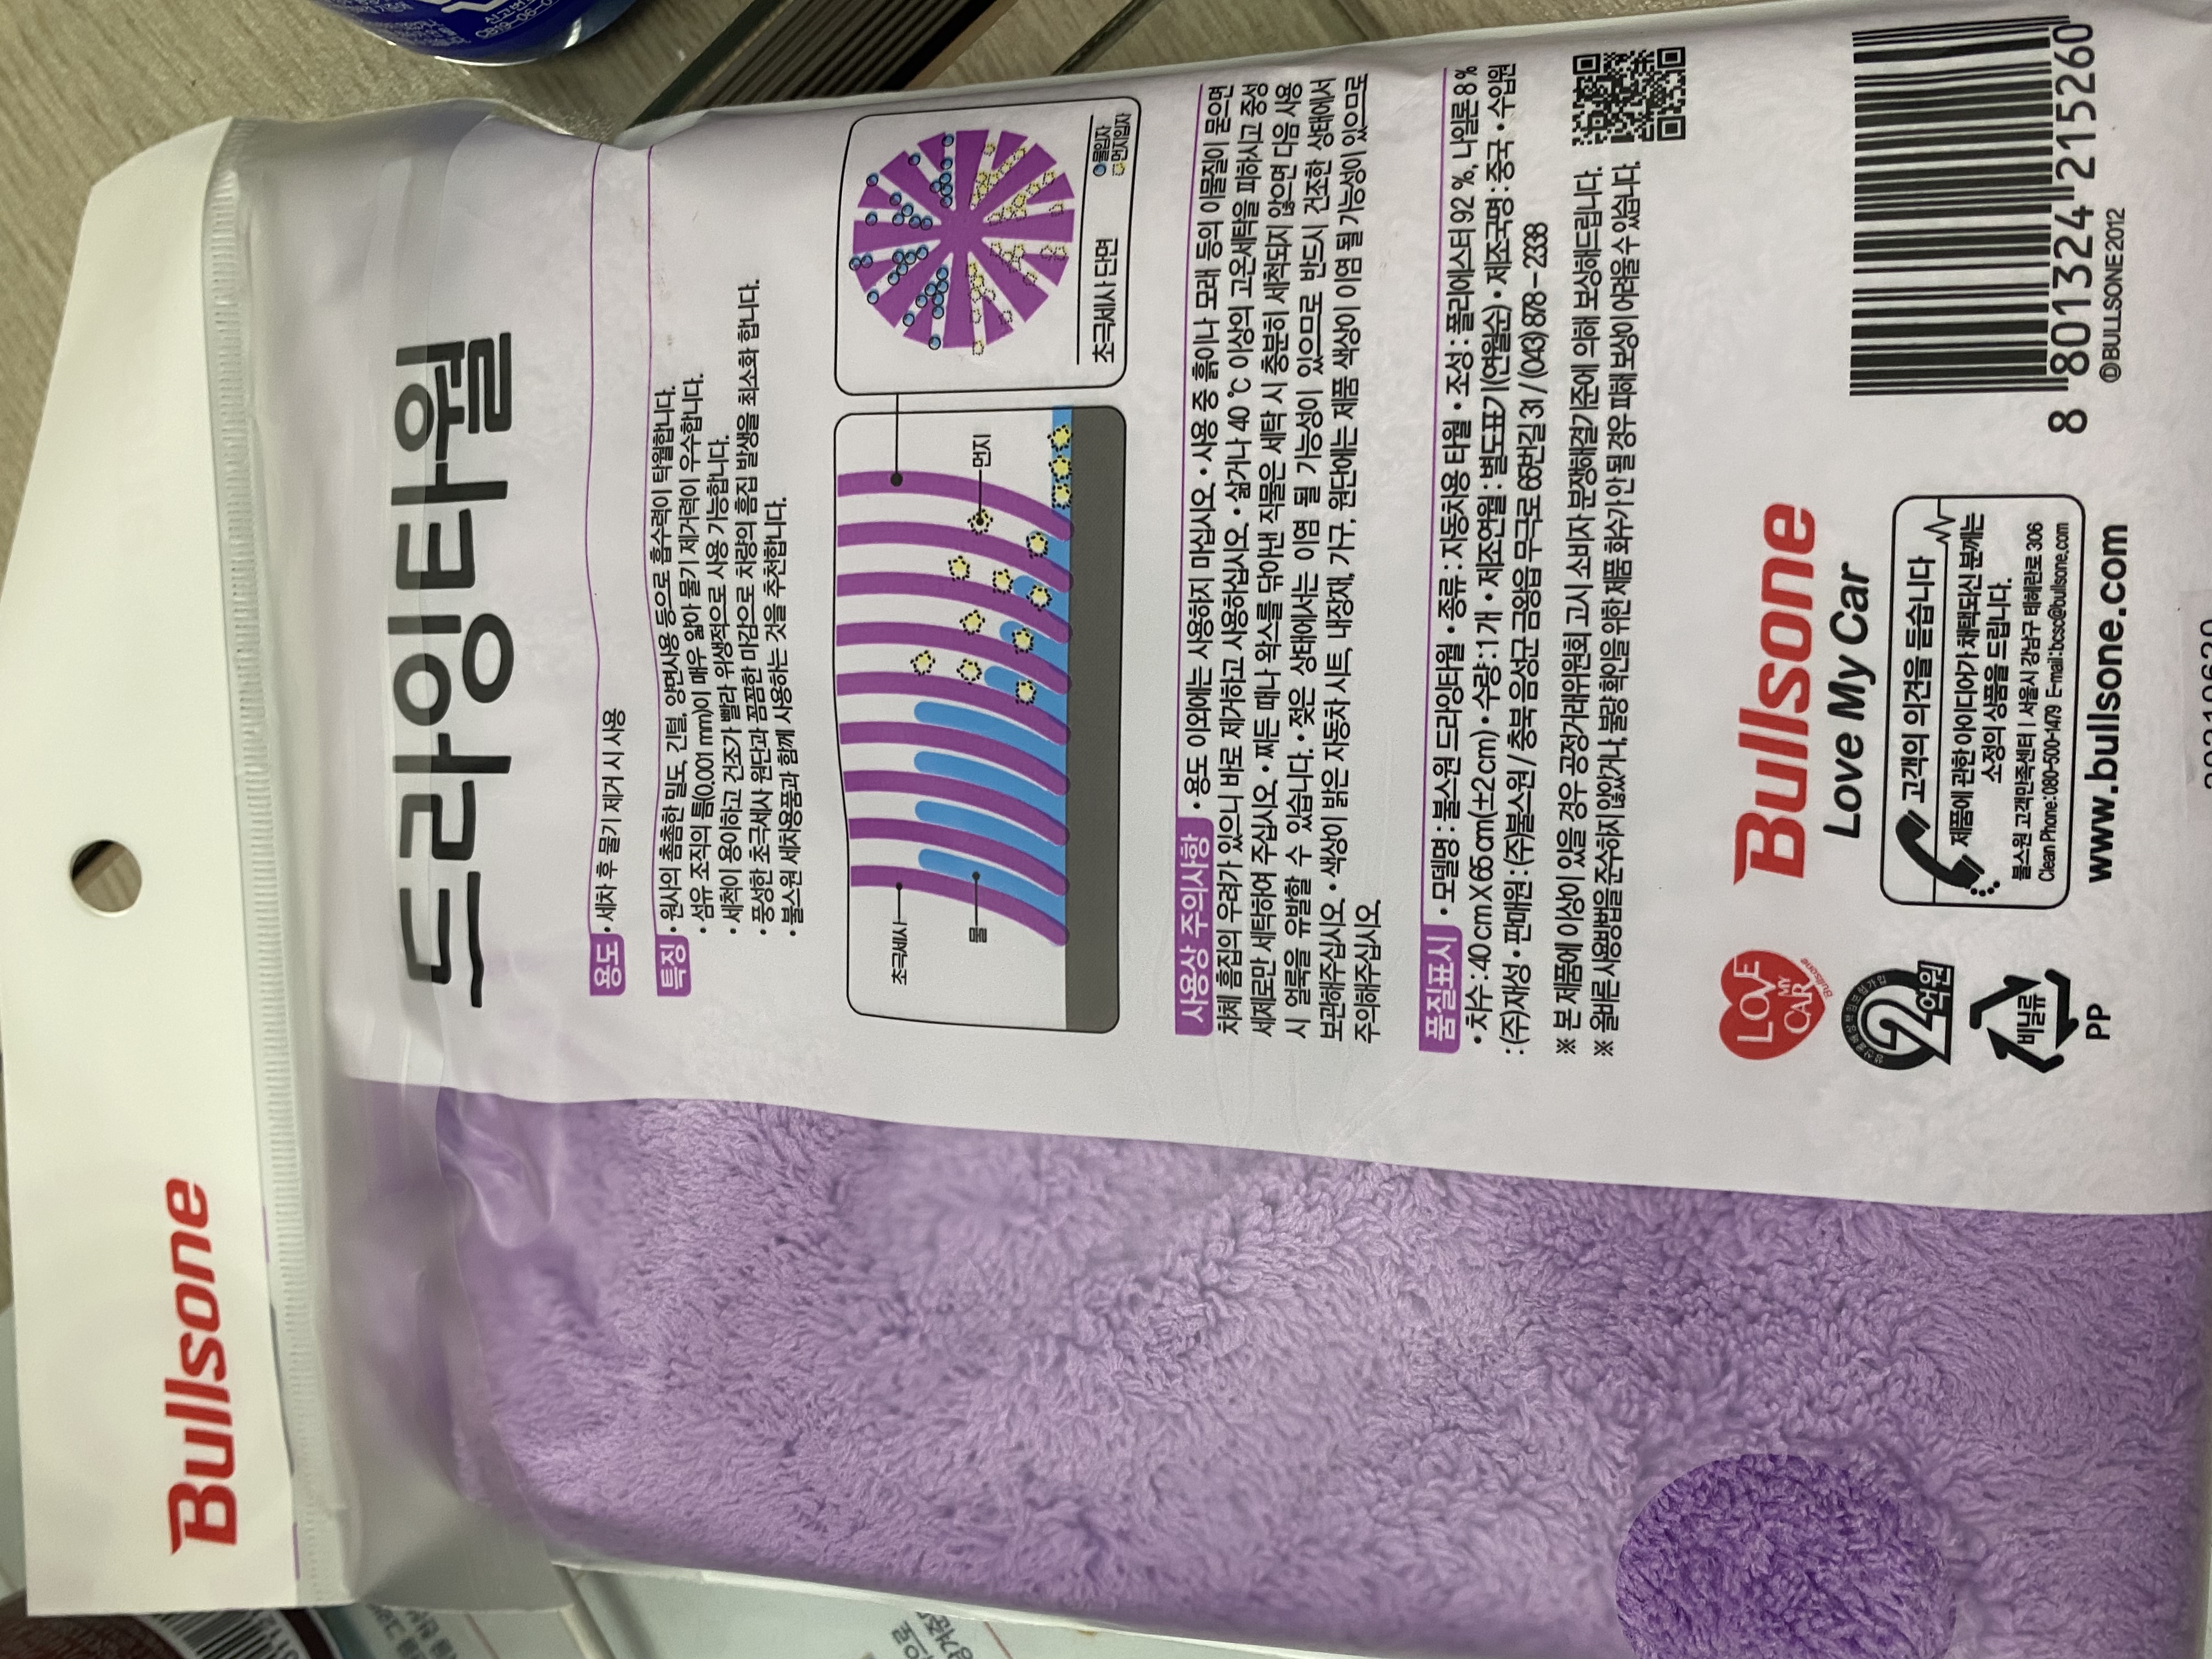 Bullsone
드라잉타월
용도
• 세차 후 물기 제거 시 사용
특징
• 원사의 촘촘한 밀도, 긴털, 양면사용 등으로 흡수력이 탁월합니다.
• 섬유 조직의 틈(0.001 mm)이 매우 얇아 물기 제거력이 우수합니다.
• 세척이 용이하고 건조가 빨라 위생적으로 사용 가능합니다.
• 풍성한 초극세사 원단과 꼼꼼한 마감으로 차량의 흠집 발생을 최소화 합니다.
• 불스원 세차용품과 함께 사용하는 것을 추천합니다.
초극세사
물
먼지
초극세사 단면
물입자
먼지입자
사용상 주의사항 • 용도 이외에는 사용하지 마십시오. • 사용 중 흙이나 모래 등의 이물질이 묻으면
차체 흠집의 우려가 있으니 바로 제거하고 사용하십시오. • 삶거나 40 ℃ 이상의 고온세탁을 피하시고 중성
세제로만 세탁하여 주십시오. • 찌든 때나 왁스를 닦아낸 직물은 세탁 시 충분히 세척되지 않으면 다음 사용
시 얼룩을 유발할 수 있습니다. • 젖은 상태에서는 이염 될 가능성이 있으므로 반드시 건조한 상태에서
보관해주십시오. • 색상이 밝은 자동차 시트, 내장재, 가구, 원단에는 제품 색상이 이염 될 가능성이 있으므로
주의해주십시오.
품질표시 • 모델명 : 불스원 드라잉타월 • 종류 : 자동차용 타월 • 조성 : 폴리에스터 92 %, 나일론 8 %
• 치수 : 40 cm X 65 cm(±2 cm) • 수량 : 1 개 • 제조연월 : 별도표기(연월순) • 제조국명 : 중국 • 수입원
: (주)재성 • 판매원 : (주)불스원 / 충북 음성군 금왕읍 무극로 65번길 31 / (043) 878 - 2338
※ 본 제품에 이상이 있을 경우 공정거래위원회 고시 소비자 분쟁해결기준에 의해 보상해드립니다.
※ 올바른 사용방법을 준수하지 않았거나, 불량 확인을 위한 제품 회수가 안 될 경우 피해 보상이 어려울 수 있습니다.
LOVE MY CAR
Bullsone
2억원
비닐류
PP
Bullsone
Love My Car
고객의 의견을 듣습니다
제품에 관한 아이디어가 채택되신 분께는
소정의 상품을 드립니다.
불스원 고객만족센터 | 서울시 강남구 테헤란로 306
Clean Phone : 080-500-1479 E-mail : bcsc@bullsone.com
www.bullsone.com
8 801324 215260
©BULLSONE 2012